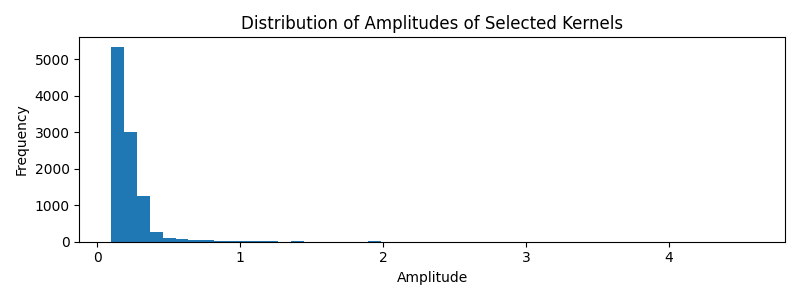 Distribution of Amplitudes of Selected Kernels
Frequency
5000
4000
3000
2000
1000
0
0 1 2 3 4
Amplitude